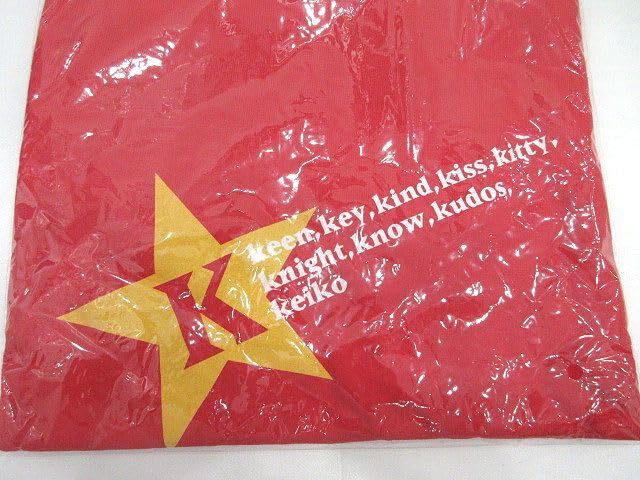 K
keen,key,kind,kiss,kitty,
knight,know,kudos,
keiko